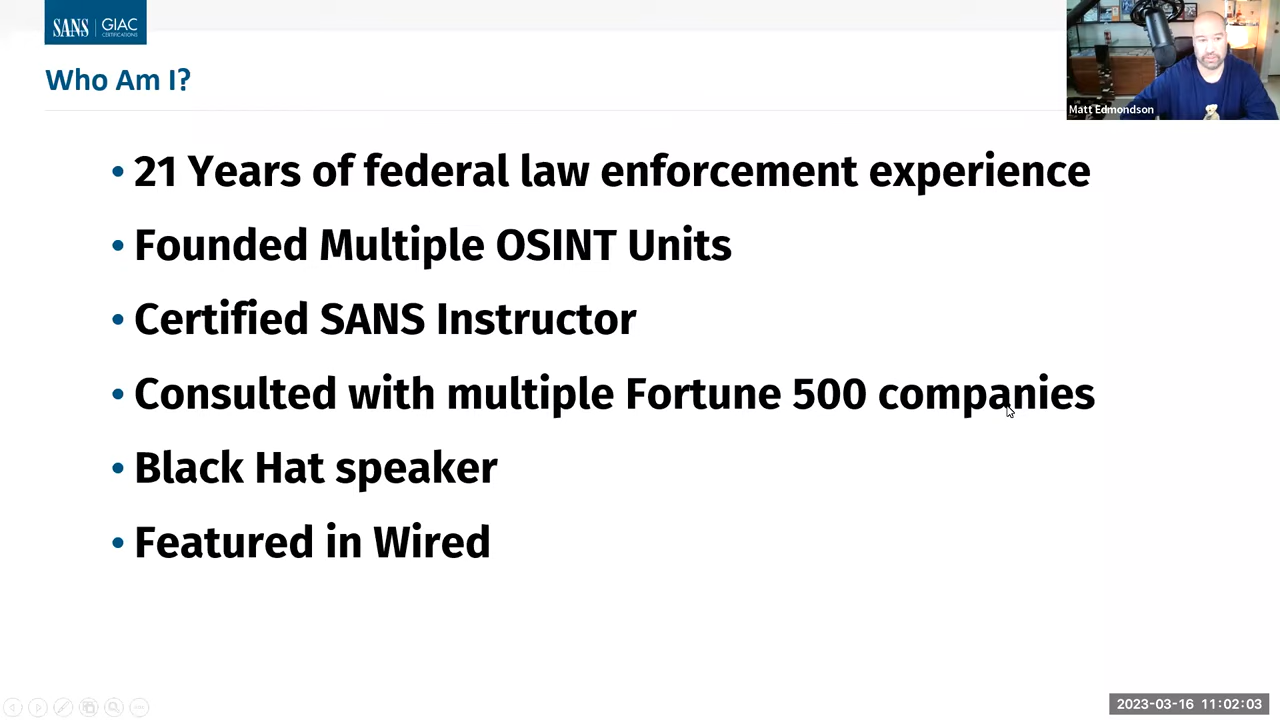 SANS | GIAC
CERTIFICATIONS
Who Am I?
Matt Edmondson
• 21 Years of federal law enforcement experience
• Founded Multiple OSINT Units
• Certified SANS Instructor
• Consulted with multiple Fortune 500 companies
• Black Hat speaker
• Featured in Wired
2023-03-16 11:02:03